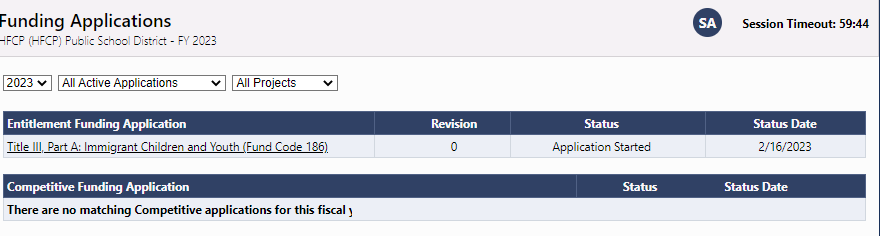 Funding Applications
SA
Session Timeout: 59:44
HFCP (HFCP) Public School District - FY 2023
2023 All Active Applications All Projects
Entitlement Funding Application Revision Status Status Date
Title III, Part A: Immigrant Children and Youth (Fund Code 186) 0 Application Started 2/16/2023
Competitive Funding Application Status Status Date
There are no matching Competitive applications for this fiscal